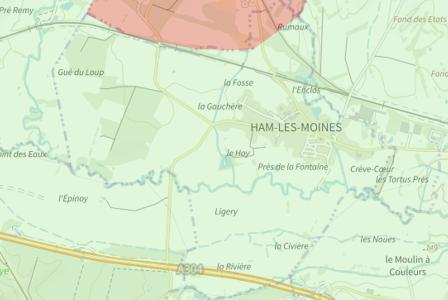 Pré Remy
Rumaux
Fond des Etats
Gué du Loup
la Fosse
l'Enclos
la Gauchère
HAM-LES-MOINES
le Hoy
Prés de la Fontaine
Crève-Cœur
les Tortus Prés
l'Épinoy
Ligery
la Civière
les Noues
le Moulin à
Couleurs
la Rivière
A304